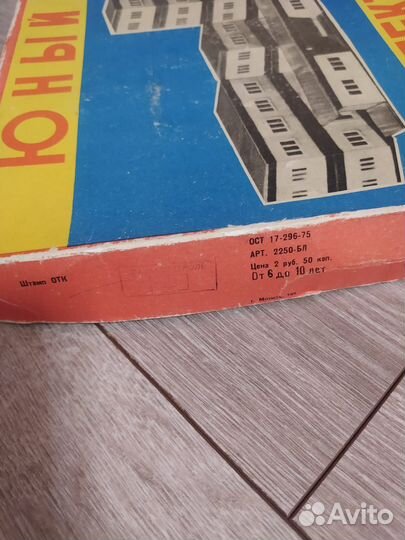 ЮНЫЙ
Штамп ОТК
ОСТ 17-296-75
АРТ. 2250-БЛ
Цена 2 руб. 50 коп.
От 6 до 10 лет
Avito